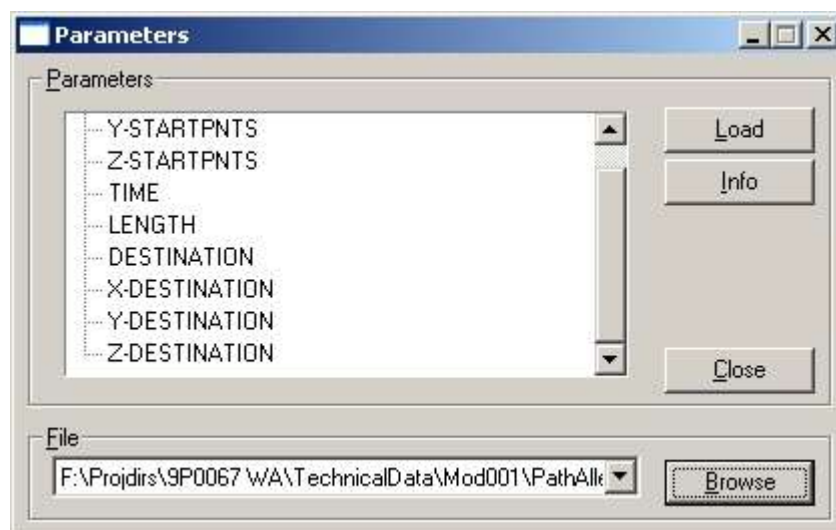 Parameters
Parameters
Y-STARTPNTS
Z-STARTPNTS
TIME
LENGTH
DESTINATION
X-DESTINATION
Y-DESTINATION
Z-DESTINATION
Load
Info
Close
File
F:\Projdirs\9P0067 WA\TechnicalData\Mod001\PathAlle
Browse